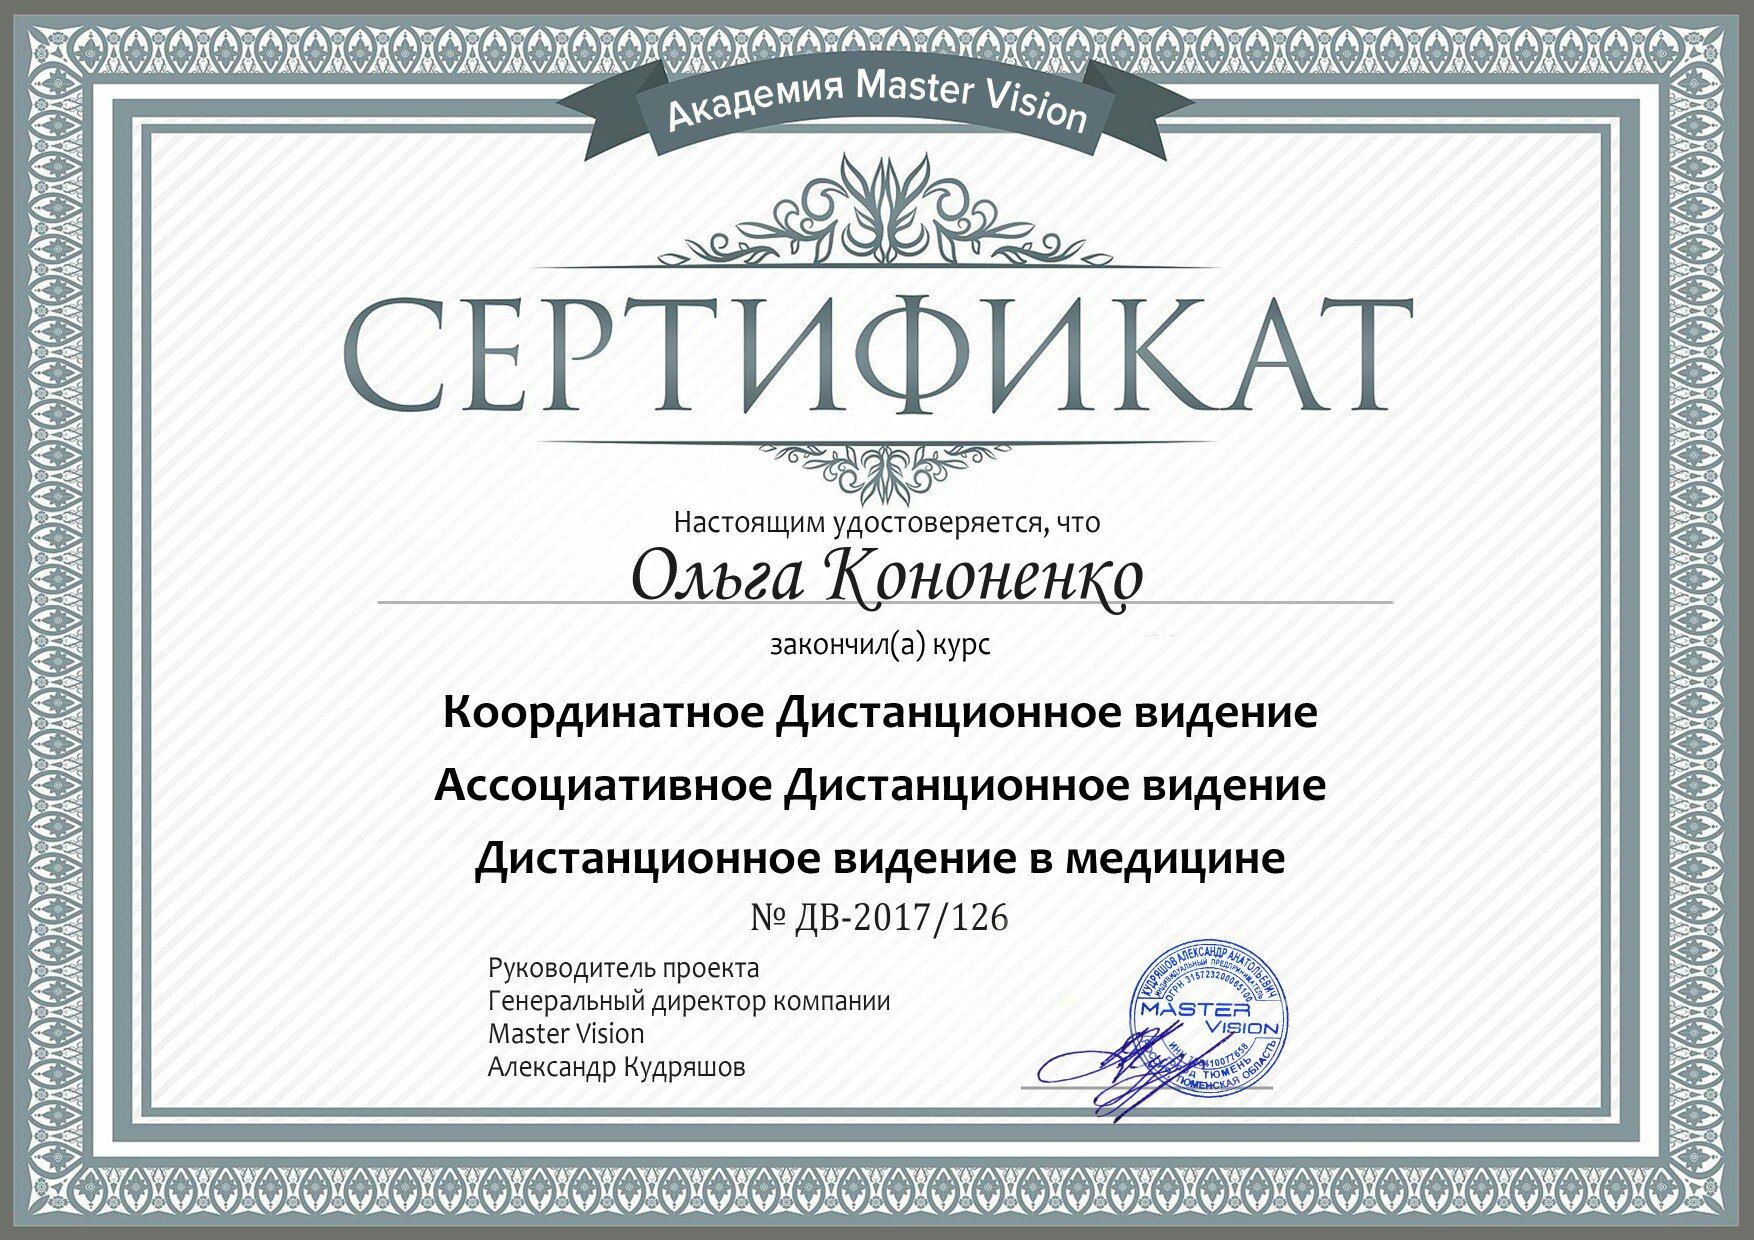 Академия Master Vision
СЕРТИФИКАТ
Настоящим удостоверяется, что
Ольга Кононенко
закончил(а) курс
Координатное Дистанционное видение
Ассоциативное Дистанционное видение
Дистанционное видение в медицине
№ ДВ-2017/126
Руководитель проекта
Генеральный директор компании
Master Vision
Александр Кудряшов
КУДРЯШОВ АЛЕКСАНДР АНАТОЛЬЕВИЧ
ИНДИВИДУАЛЬНЫЙ ПРЕДПРИНИМАТЕЛЬ
ОГРН 315723200065100
MASTER
VISION
ИНН
ТЮМЕНЬ
ТЮМЕНСКАЯ ОБЛАСТЬ